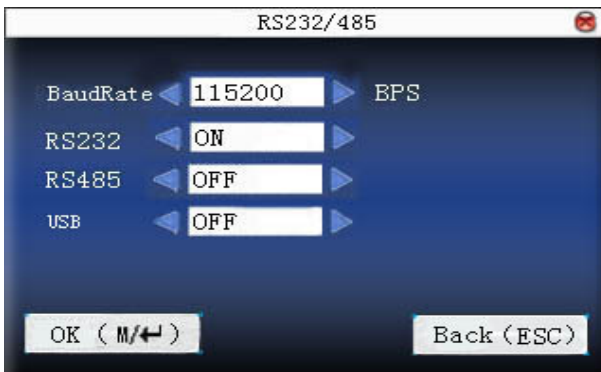 RS232/485
BaudRate 115200 BPS
RS232 ON
RS485 OFF
USB OFF
OK (M/↵) Back(ESC)